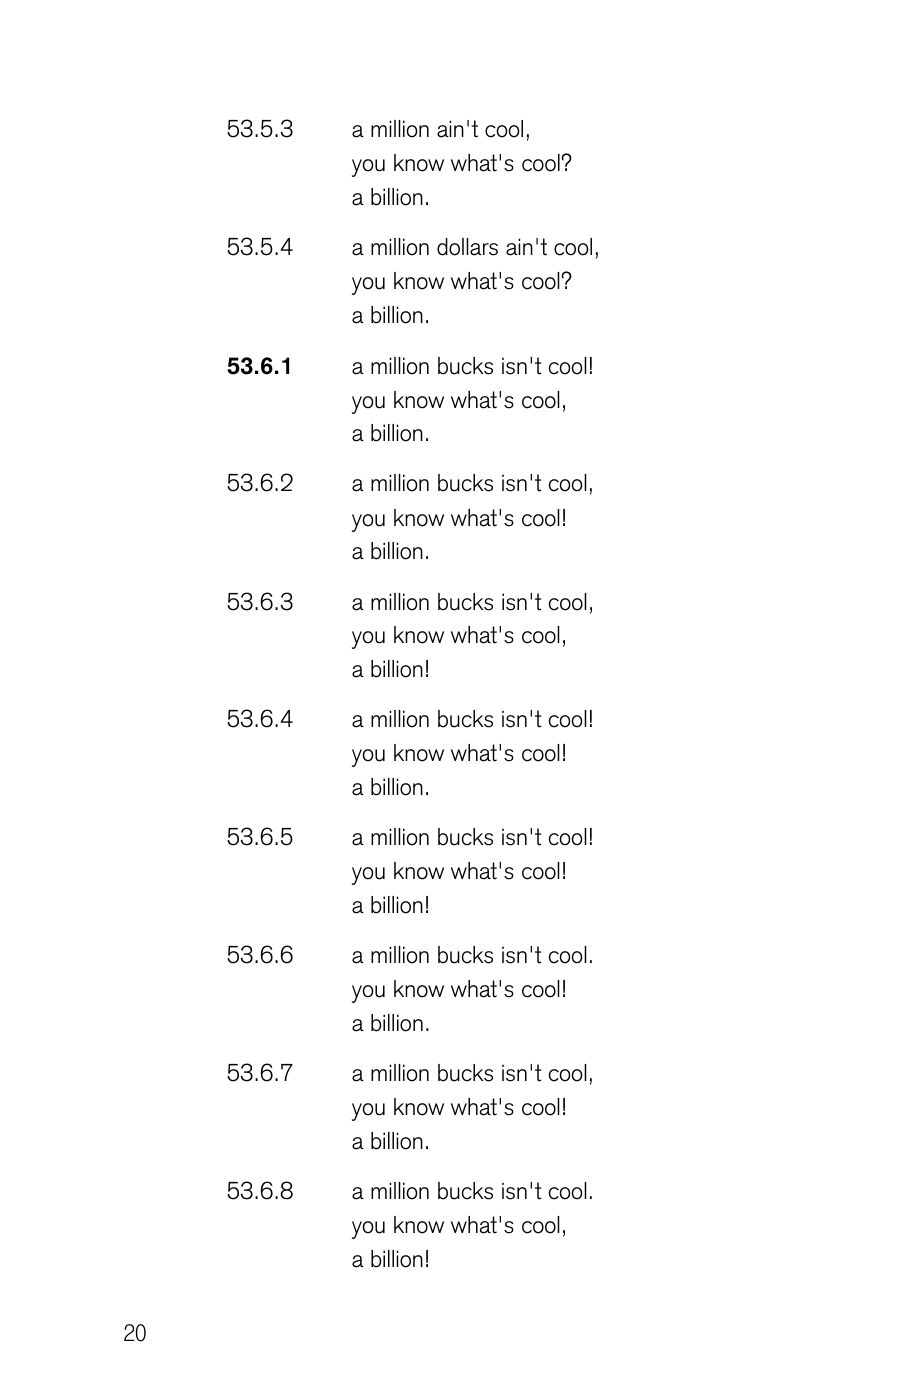 53.5.3 a million ain't cool,
you know what's cool?
a billion.
53.5.4 a million dollars ain't cool,
you know what's cool?
a billion.
53.6.1 a million bucks isn't cool!
you know what's cool,
a billion.
53.6.2 a million bucks isn't cool,
you know what's cool!
a billion.
53.6.3 a million bucks isn't cool,
you know what's cool,
a billion!
53.6.4 a million bucks isn't cool!
you know what's cool!
a billion.
53.6.5 a million bucks isn't cool!
you know what's cool!
a billion!
53.6.6 a million bucks isn't cool.
you know what's cool!
a billion.
53.6.7 a million bucks isn't cool,
you know what's cool!
a billion.
53.6.8 a million bucks isn't cool.
you know what's cool,
a billion!
20